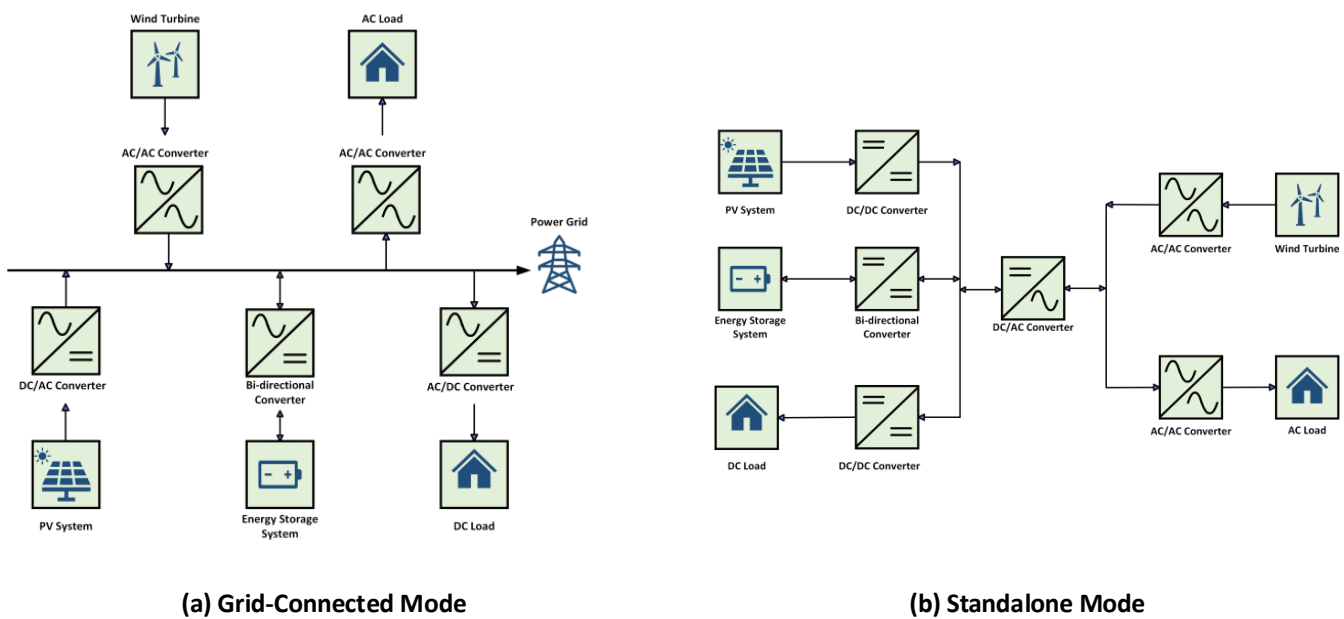 Wind Turbine
AC Load
AC/AC Converter
AC/AC Converter
Power Grid
DC/AC Converter
Bi-directional
Converter
AC/DC Converter
PV System
Energy Storage
System
DC Load
(a) Grid-Connected Mode
PV System
DC/DC Converter
Energy Storage
System
Bi-directional
Converter
DC Load
DC/DC Converter
DC/AC Converter
AC/AC Converter
Wind Turbine
AC/AC Converter
AC Load
(b) Standalone Mode